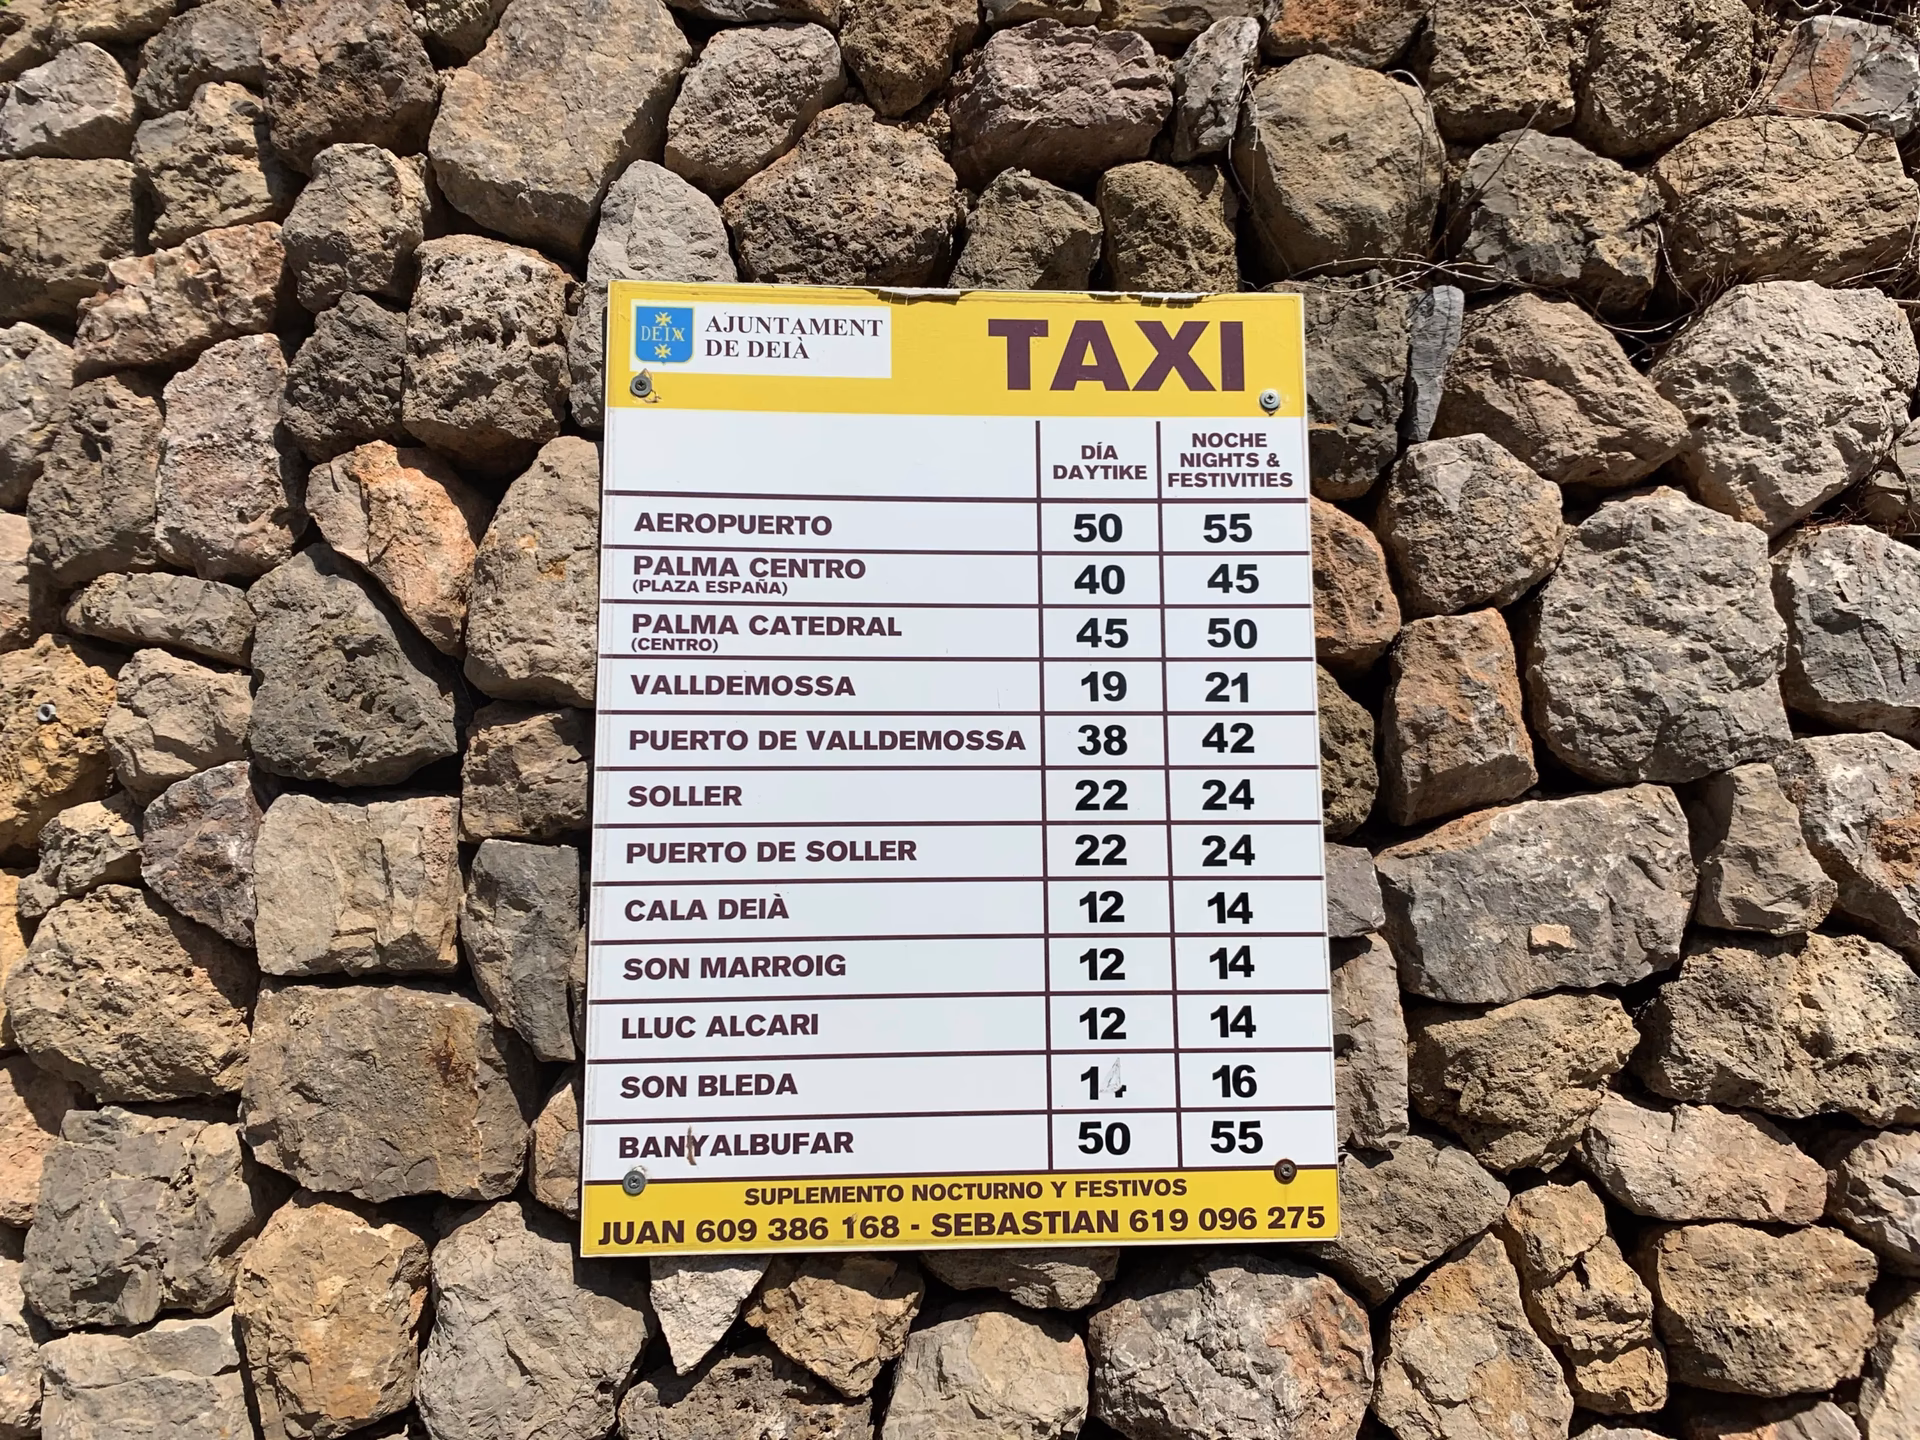 DEIX
AJUNTAMENT
DE DEIÀ
TAXI
DÍA
DAYTIKE
NOCHE
NIGHTS &
FESTIVITIES
AEROPUERTO 50 55
PALMA CENTRO 40 45
(PLAZA ESPAÑA)
PALMA CATEDRAL 45 50
(CENTRO)
VALLDEMOSSA 19 21
PUERTO DE VALLDEMOSSA 38 42
SOLLER 22 24
PUERTO DE SOLLER 22 24
CALA DEIÀ 12 14
SON MARROIG 12 14
LLUC ALCARI 12 14
SON BLEDA 14 16
BANYALBUFAR 50 55
SUPLEMENTO NOCTURNO Y FESTIVOS
JUAN 609 386 168 - SEBASTIAN 619 096 275